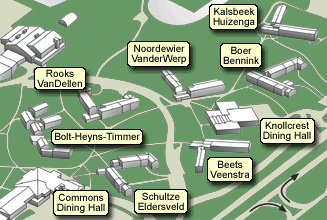 Kalsbeek
Huizenga
Noordewier
VanderWerp
Boer
Bennink
Rooks
VanDellen
Bolt-Heyns-Timmer
Knollcrest
Dining Hall
Beets
Veenstra
Commons
Dining Hall
Schultze
Eldersveld